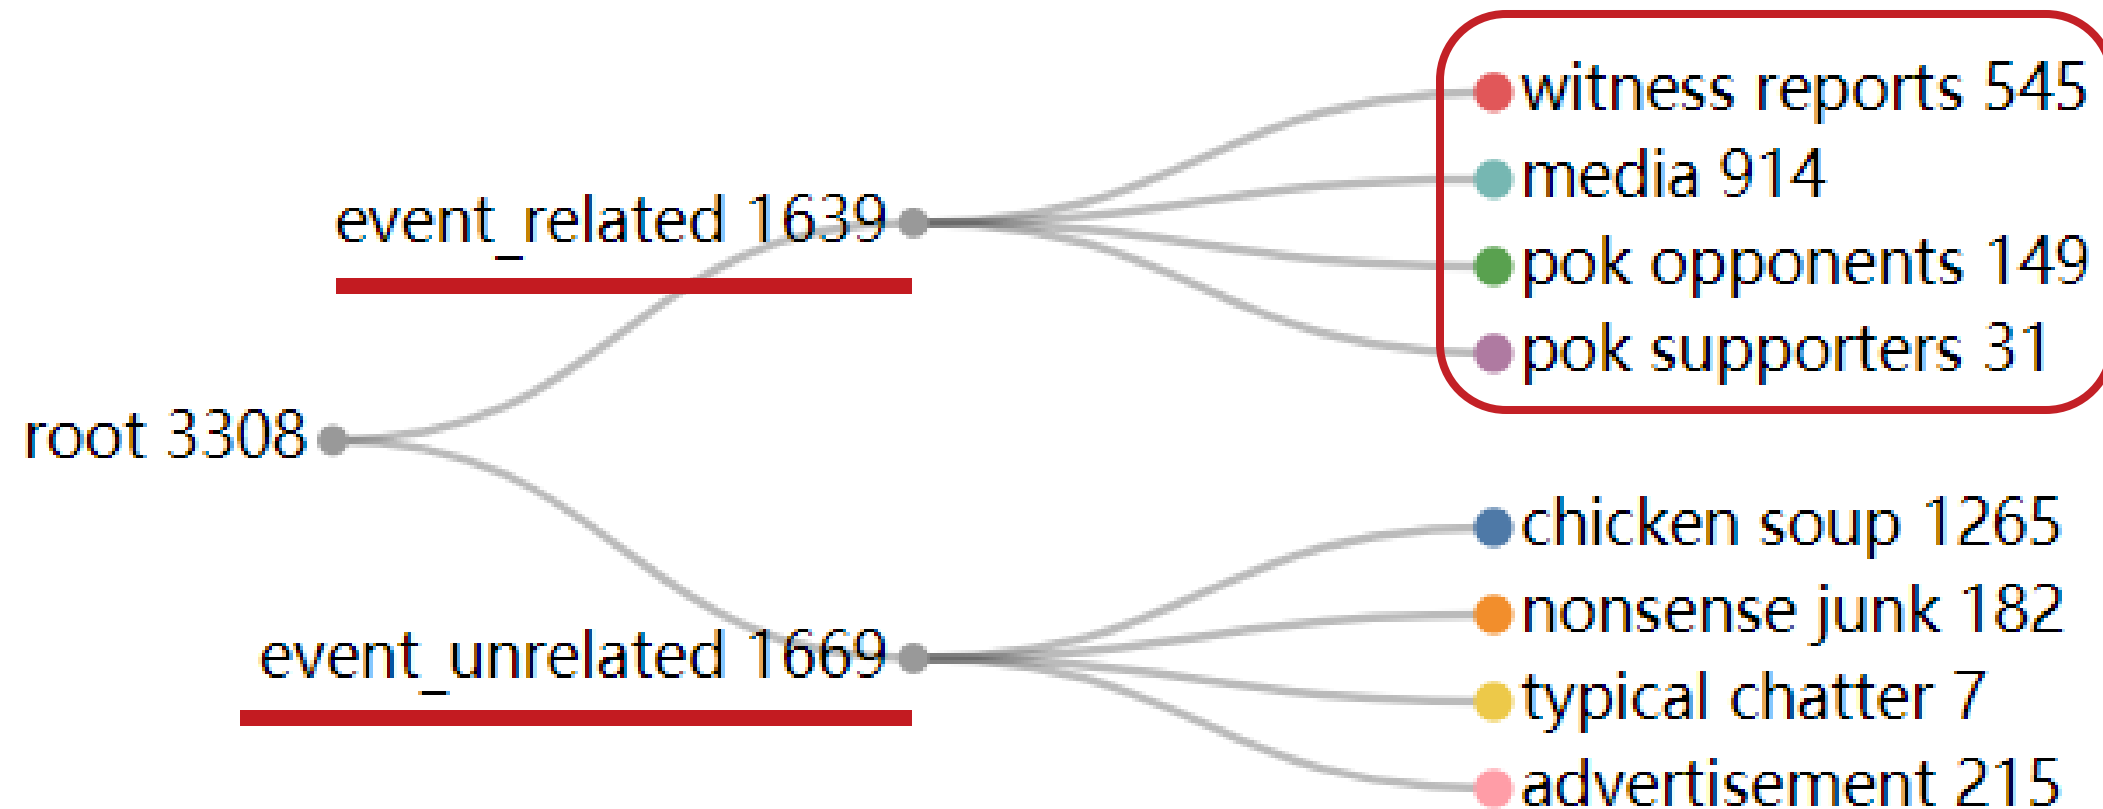 witness reports 545
media 914
event_related 1639
pok opponents 149
pok supporters 31
root 3308
chicken soup 1265
nonsense junk 182
event_unrelated 1669
typical chatter 7
advertisement 215